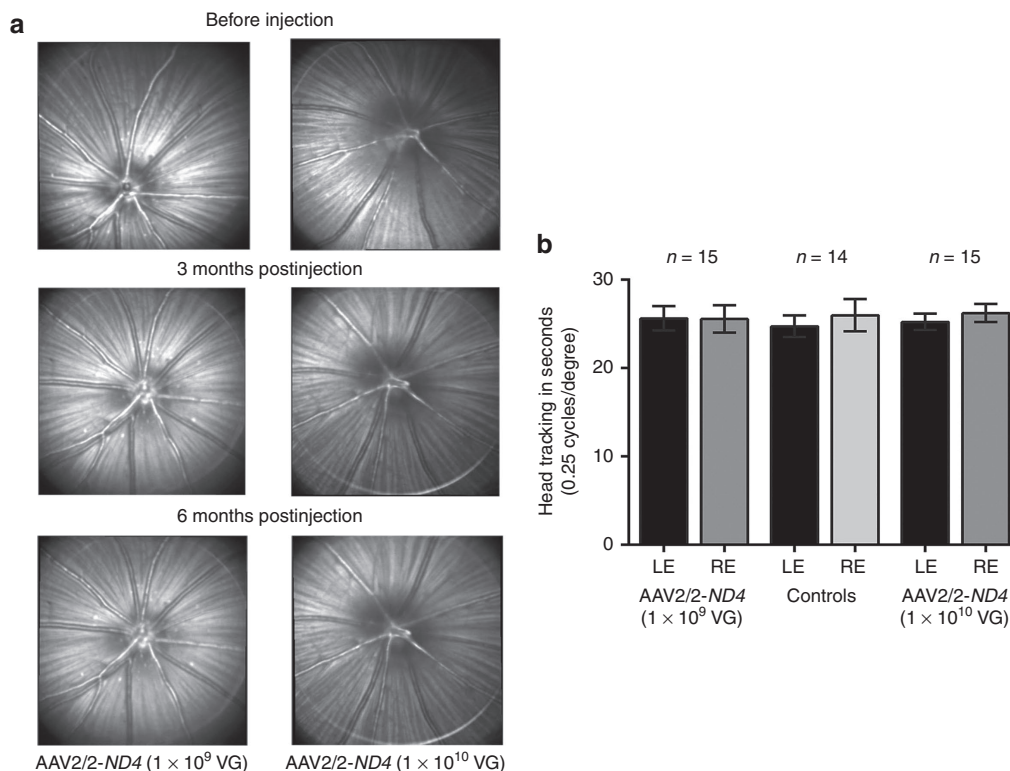 a
Before injection
3 months postinjection
6 months postinjection
AAV2/2-ND4 (1 × 10⁹ VG)
AAV2/2-ND4 (1 × 10¹⁰ VG)
b
n = 15
n = 14
n = 15
Head tracking in seconds
(0.25 cycles/degree)
30
20
10
0
LE
RE
LE
RE
LE
RE
AAV2/2-ND4
(1 × 10⁹ VG)
Controls
AAV2/2-ND4
(1 × 10¹⁰ VG)